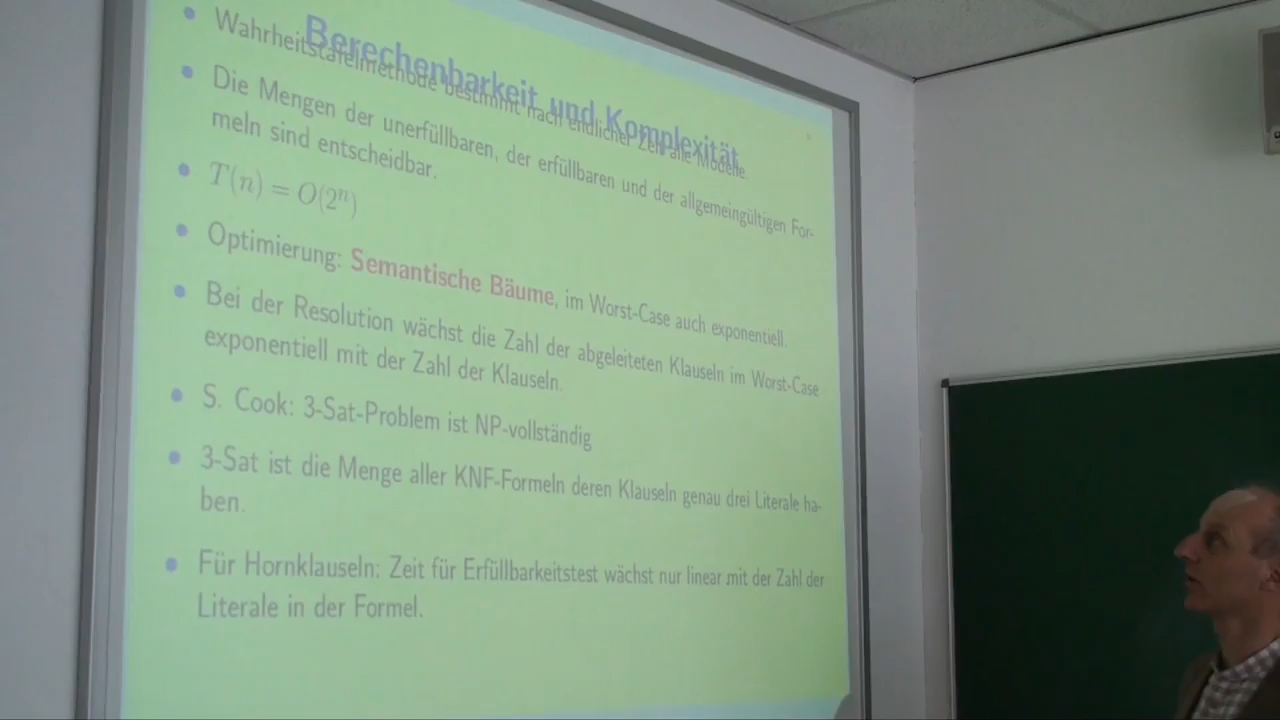 Berechenbarkeit und Komplexität
• Wahrheitstafelmethode bestimmt nach endlicher Zeit alle Modelle.
• Die Mengen der unerfüllbaren, der erfüllbaren und der allgemeingültigen For-
meln sind entscheidbar.
• T(n) = O(2ⁿ)
• Optimierung: Semantische Bäume, im Worst-Case auch exponentiell.
• Bei der Resolution wächst die Zahl der abgeleiteten Klauseln im Worst-Case
exponentiell mit der Zahl der Klauseln.
• S. Cook: 3-Sat-Problem ist NP-vollständig
• 3-Sat ist die Menge aller KNF-Formeln deren Klauseln genau drei Literale ha-
ben.
• Für Hornklauseln: Zeit für Erfüllbarkeitstest wächst nur linear mit der Zahl der
Literale in der Formel.